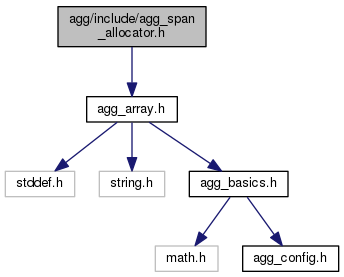 agg/include/agg_span
_allocator.h
agg_array.h
stddef.h
string.h
agg_basics.h
math.h
agg_config.h